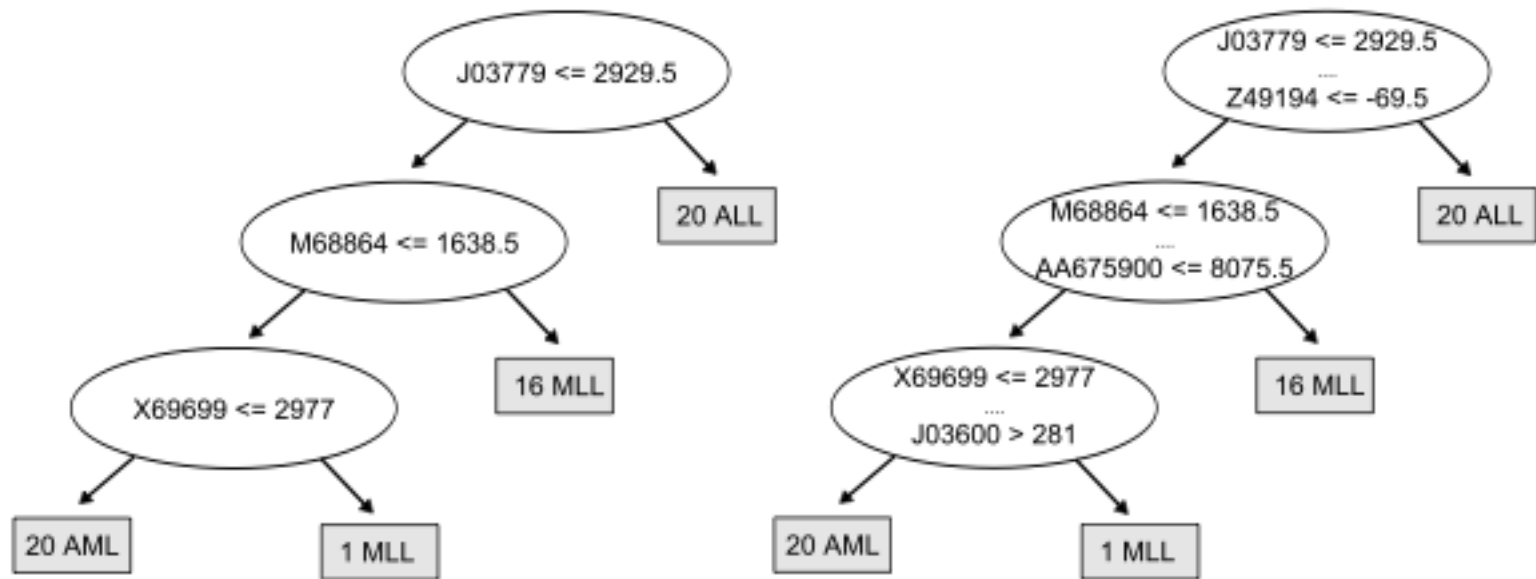 J03779 <= 2929.5
20 ALL
M68864 <= 1638.5
16 MLL
X69699 <= 2977
20 AML
1 MLL
J03779 <= 2929.5
....
Z49194 <= -69.5
20 ALL
M68864 <= 1638.5
....
AA675900 <= 8075.5
16 MLL
X69699 <= 2977
....
J03600 > 281
20 AML
1 MLL